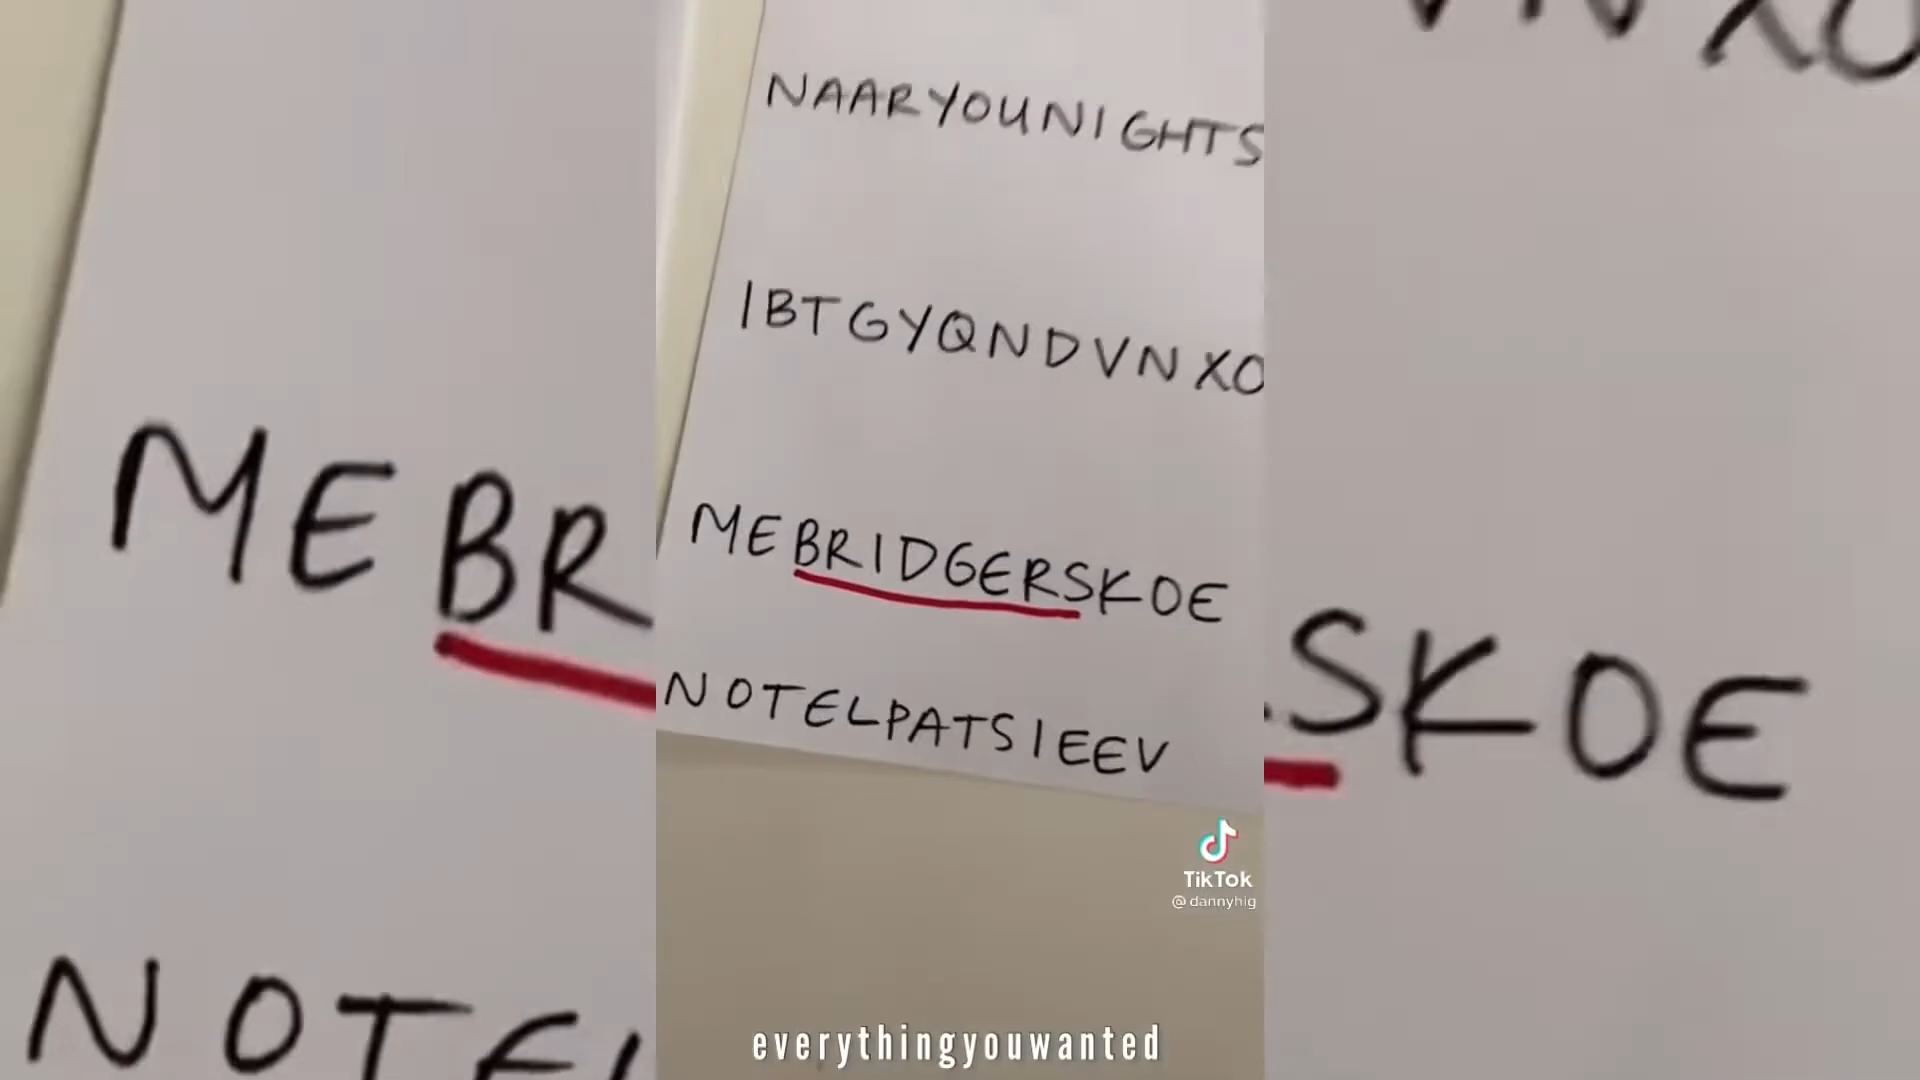 NAARYOUNIGHTS
IBTGYQNDVNXO
MEBRIDGERSKOE
NOTELPATSIEEV
TikTok
@dannyhig
everythingyouwanted